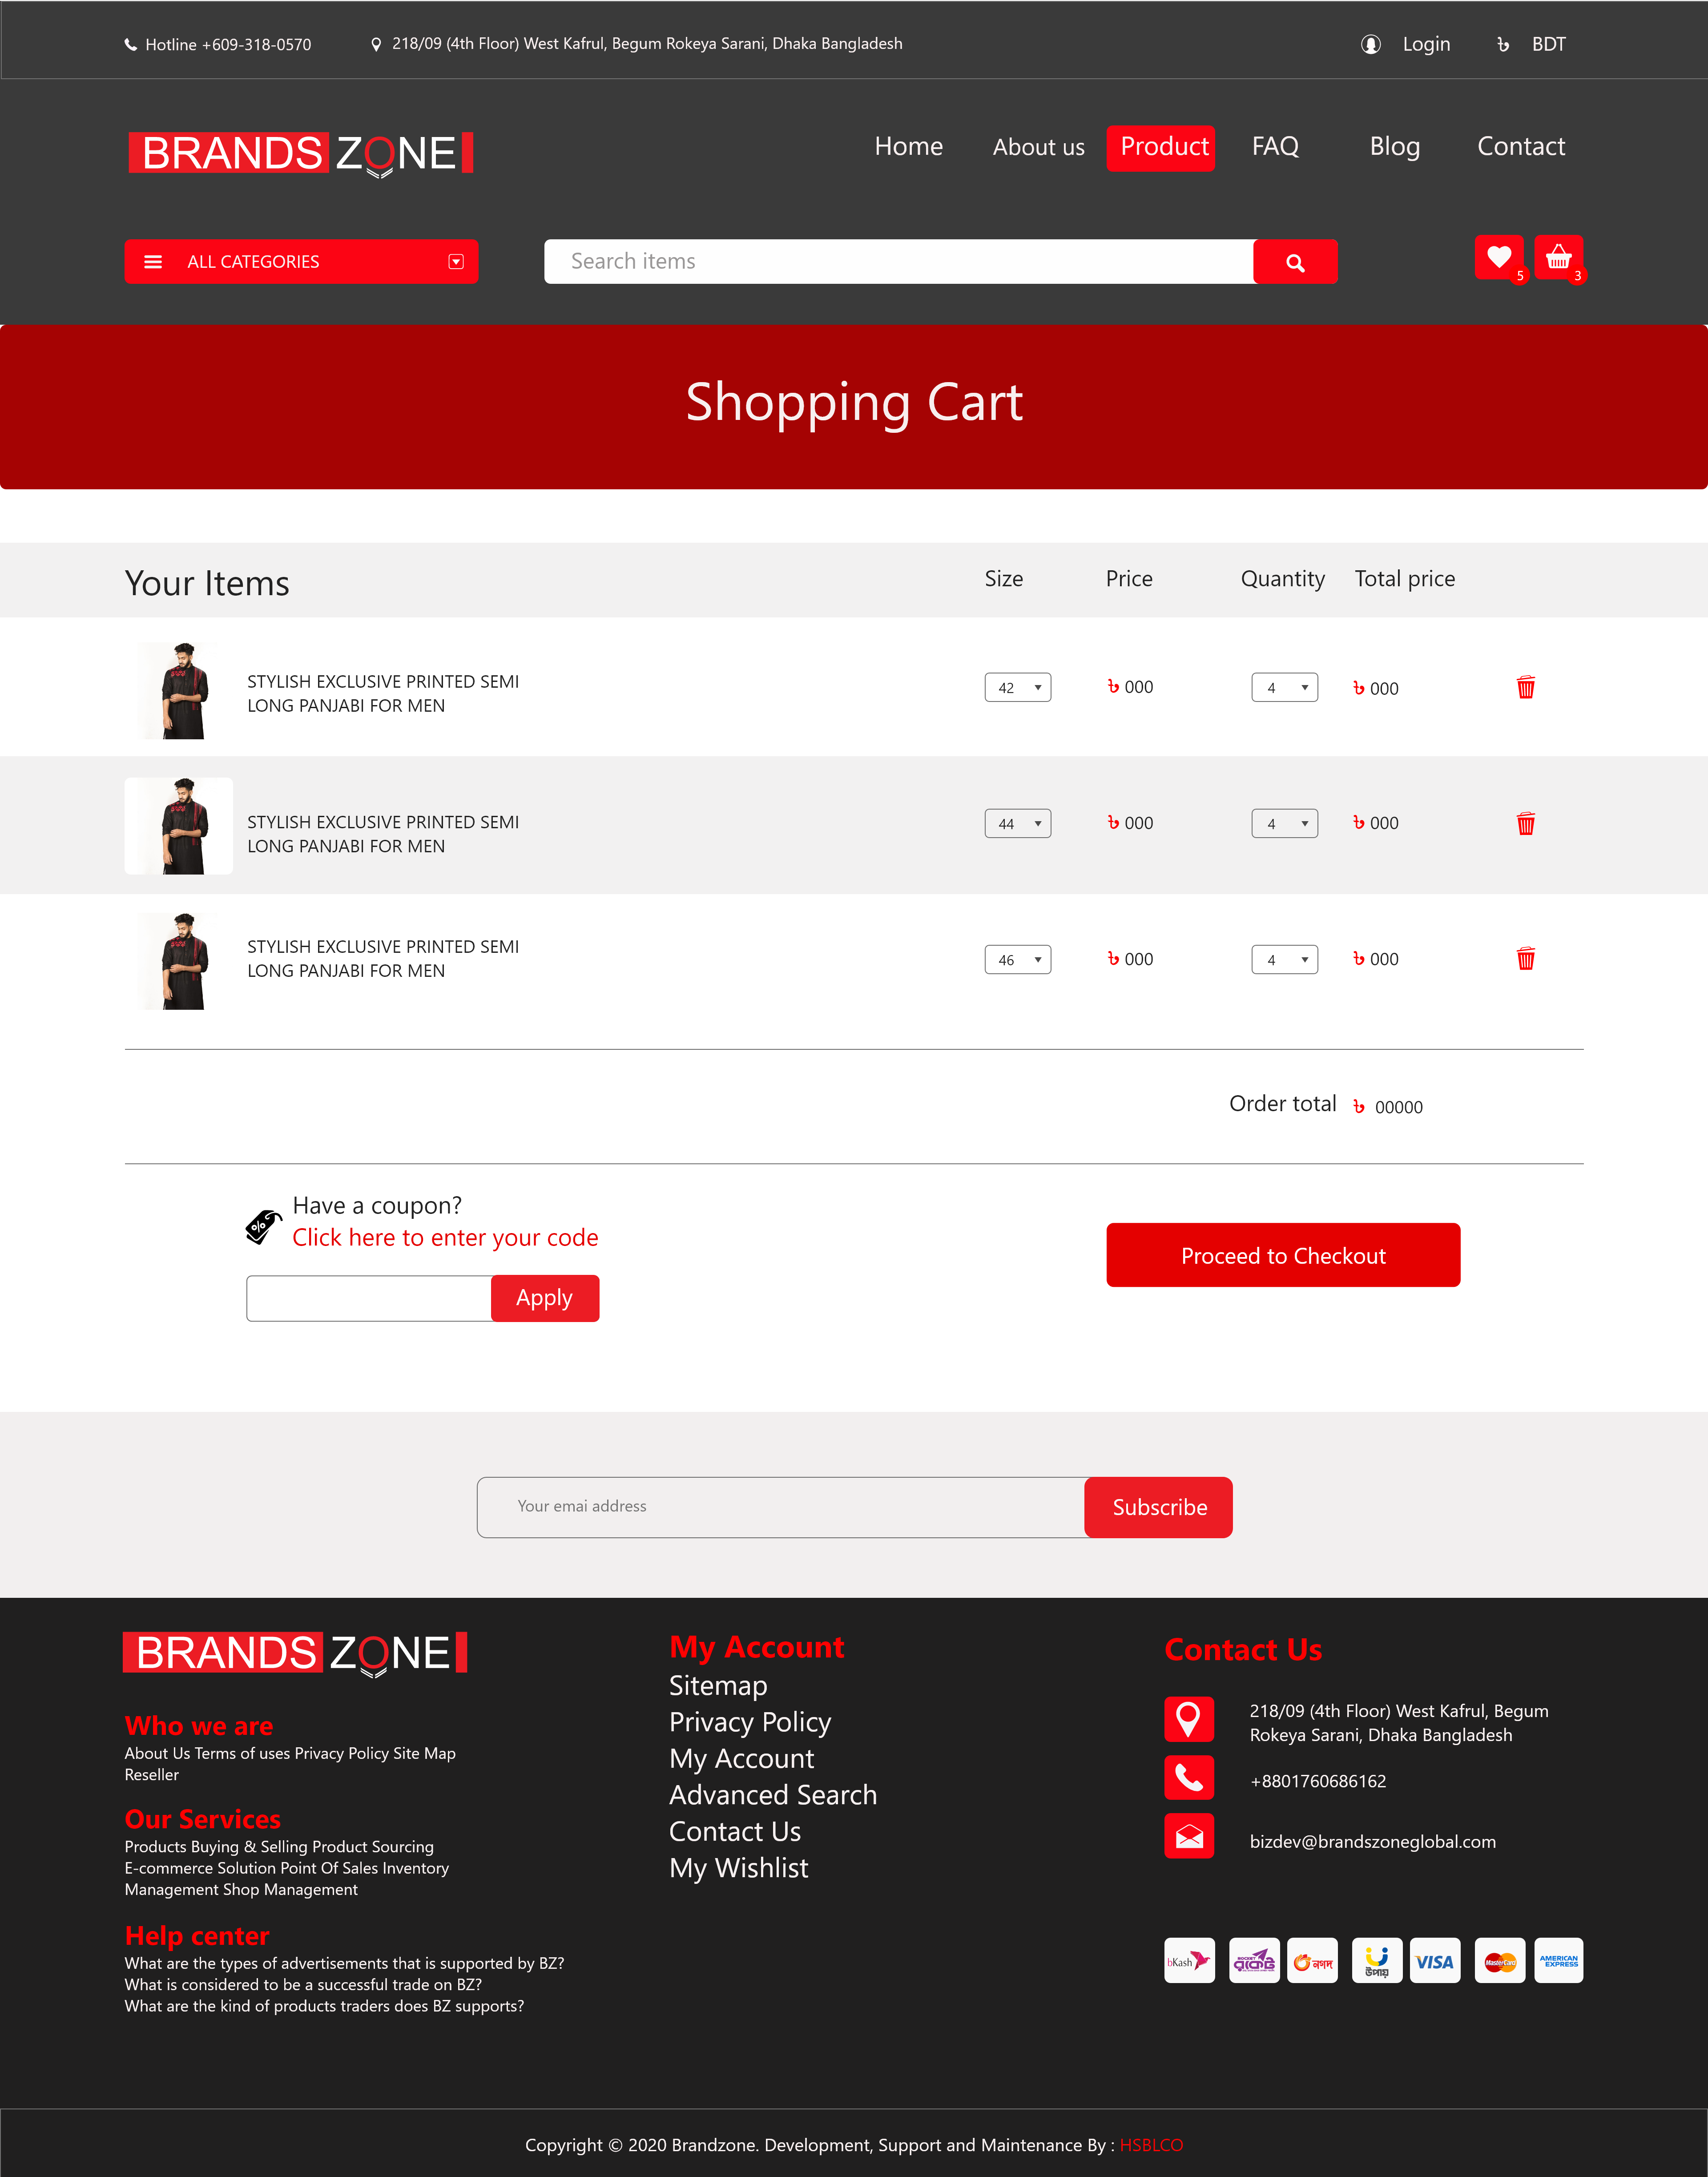 Hotline +609-318-0570
218/09 (4th Floor) West Kafrul, Begum Rokeya Sarani, Dhaka Bangladesh
Login
৳ BDT
BRANDS ZONE
Home
About us
Product
FAQ
Blog
Contact
ALL CATEGORIES
Search items
5
3
Shopping Cart
Your Items
Size
Price
Quantity
Total price
STYLISH EXCLUSIVE PRINTED SEMI
LONG PANJABI FOR MEN
42
৳ 000
4
৳ 000
STYLISH EXCLUSIVE PRINTED SEMI
LONG PANJABI FOR MEN
44
৳ 000
4
৳ 000
STYLISH EXCLUSIVE PRINTED SEMI
LONG PANJABI FOR MEN
46
৳ 000
4
৳ 000
Order total ৳ 00000
Have a coupon?
Click here to enter your code
Apply
Proceed to Checkout
Your emai address
Subscribe
BRANDS ZONE
Who we are
About Us Terms of uses Privacy Policy Site Map
Reseller
Our Services
Products Buying & Selling Product Sourcing
E-commerce Solution Point Of Sales Inventory
Management Shop Management
Help center
What are the types of advertisements that is supported by BZ?
What is considered to be a successful trade on BZ?
What are the kind of products traders does BZ supports?
My Account
Sitemap
Privacy Policy
My Account
Advanced Search
Contact Us
My Wishlist
Contact Us
218/09 (4th Floor) West Kafrul, Begum
Rokeya Sarani, Dhaka Bangladesh
+8801760686162
bizdev@brandszoneglobal.com
bKash
ROCKET
রকেট
নগদ
উপায়
VISA
MasterCard
AMERICAN
EXPRESS
Copyright © 2020 Brandzone. Development, Support and Maintenance By : HSBLCO